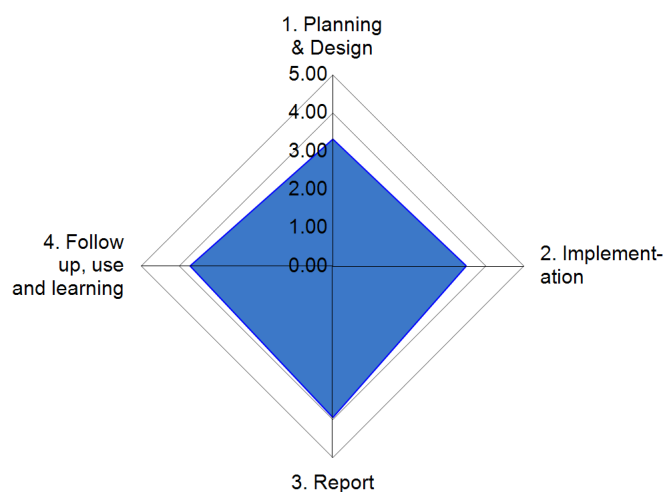 1. Planning
& Design
5.00
4.00
3.00
2.00
1.00
0.00
4. Follow
up, use
and learning
2. Implement-
ation
3. Report